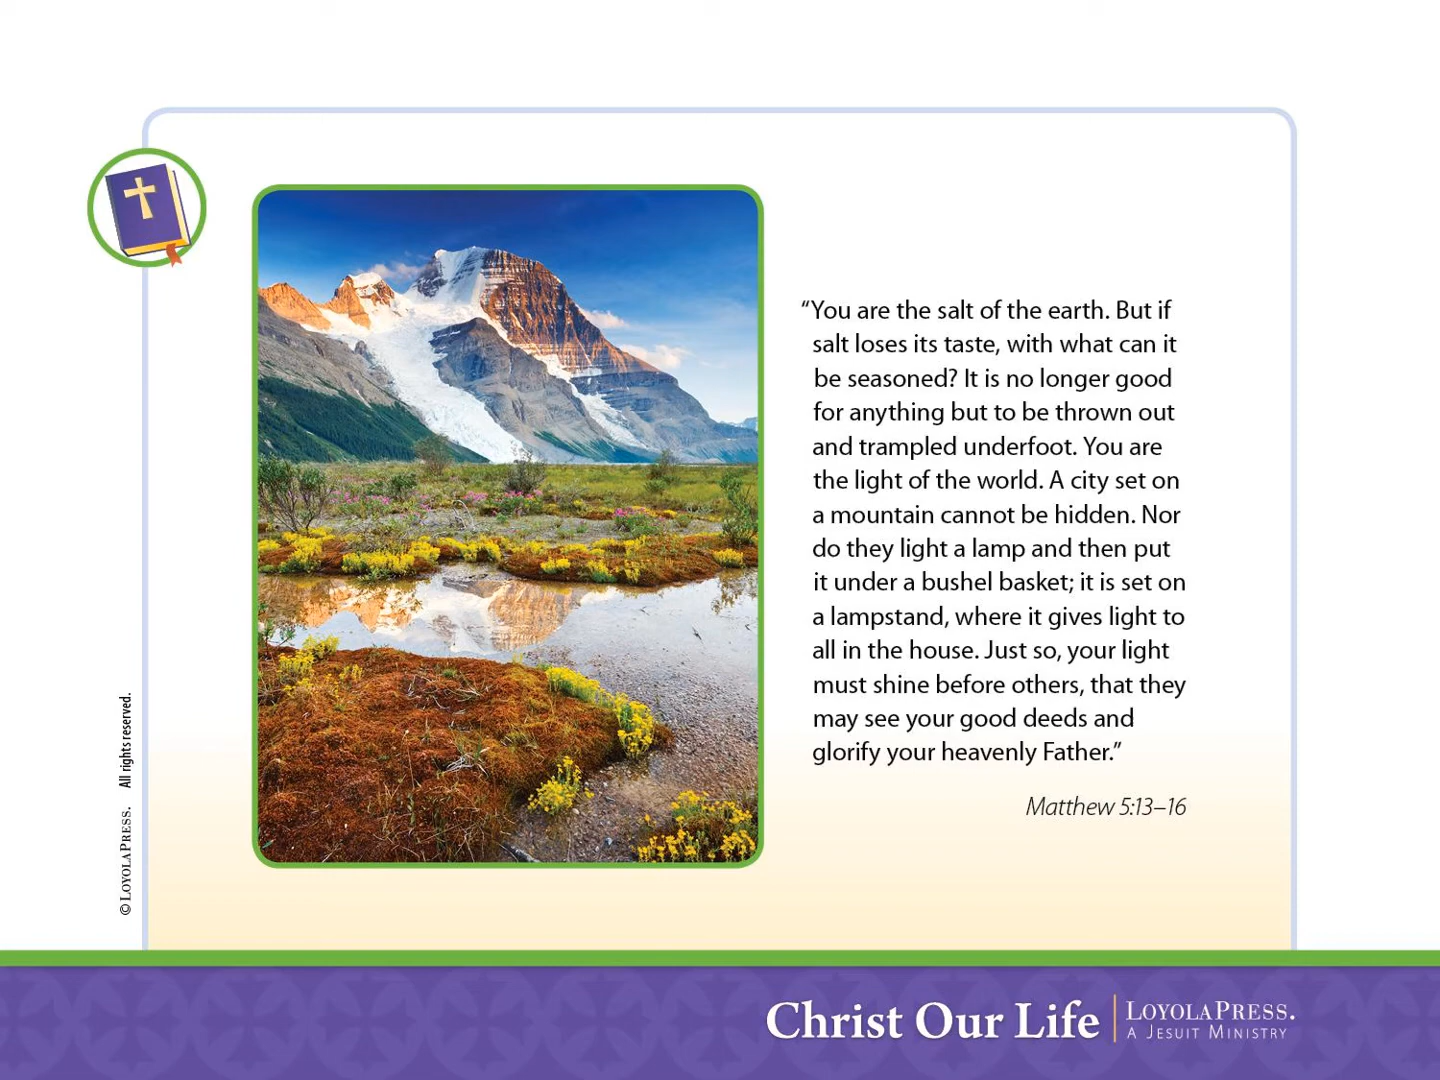 “You are the salt of the earth. But if
salt loses its taste, with what can it
be seasoned? It is no longer good
for anything but to be thrown out
and trampled underfoot. You are
the light of the world. A city set on
a mountain cannot be hidden. Nor
do they light a lamp and then put
it under a bushel basket; it is set on
a lampstand, where it gives light to
all in the house. Just so, your light
must shine before others, that they
may see your good deeds and
glorify your heavenly Father.”
Matthew 5:13–16
© LOYOLAPRESS. All rights reserved.
Christ Our Life
LOYOLAPRESS.
A JESUIT MINISTRY